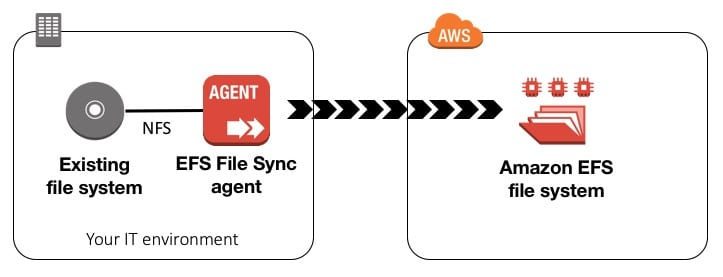 AWS
AGENT
NFS
Existing
file system
EFS File Sync
agent
Amazon EFS
file system
Your IT environment